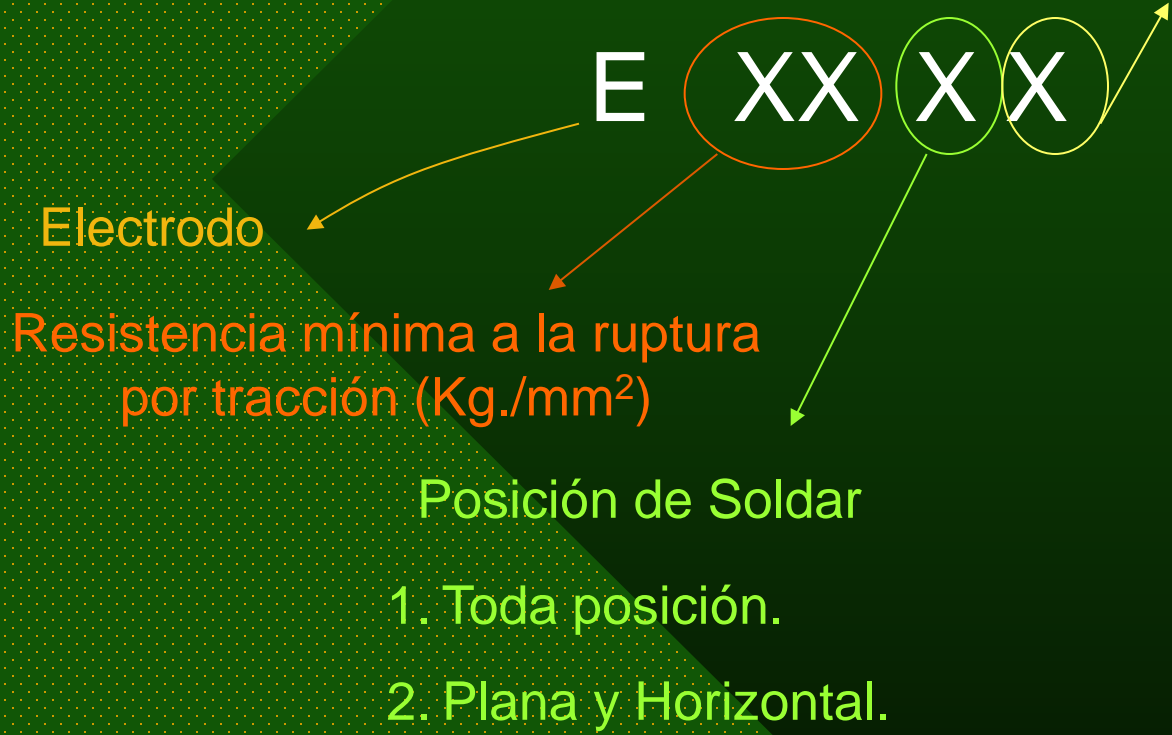 E XX X X
Electrodo
Resistencia mínima a la ruptura
por tracción (Kg./mm²)
Posición de Soldar
1. Toda posición.
2. Plana y Horizontal.